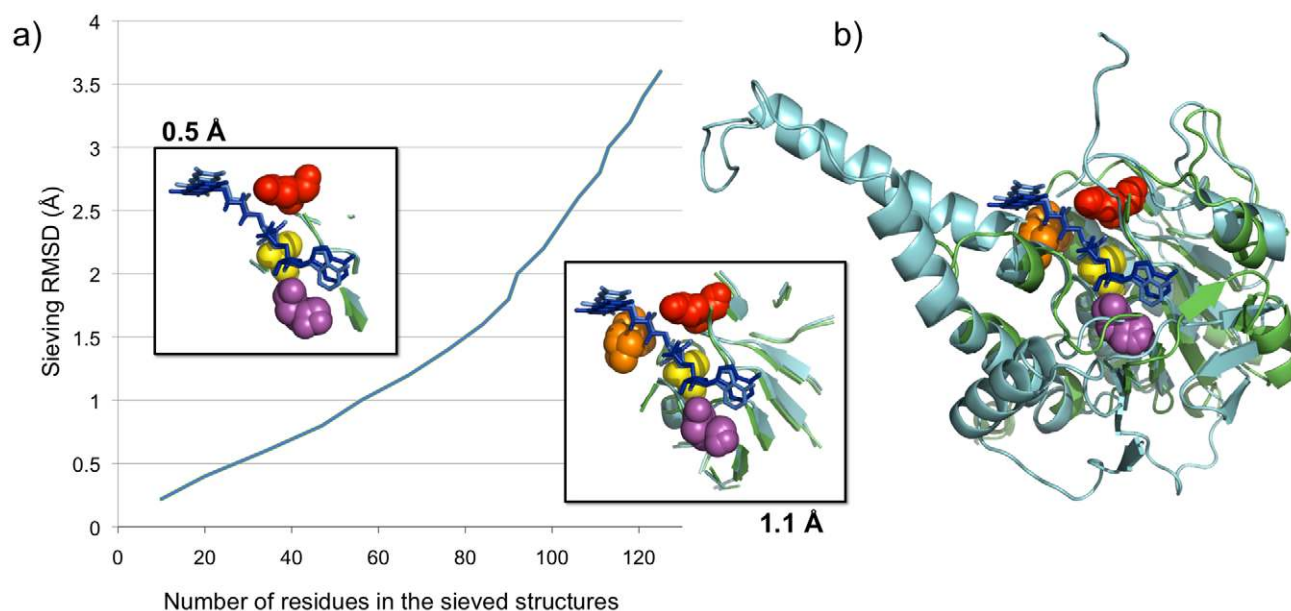 a)
b)
4
3.5
3
2.5
2
1.5
1
0.5
0
Sieving RMSD (Å)
0.5 Å
1.1 Å
0 20 40 60 80 100 120
Number of residues in the sieved structures